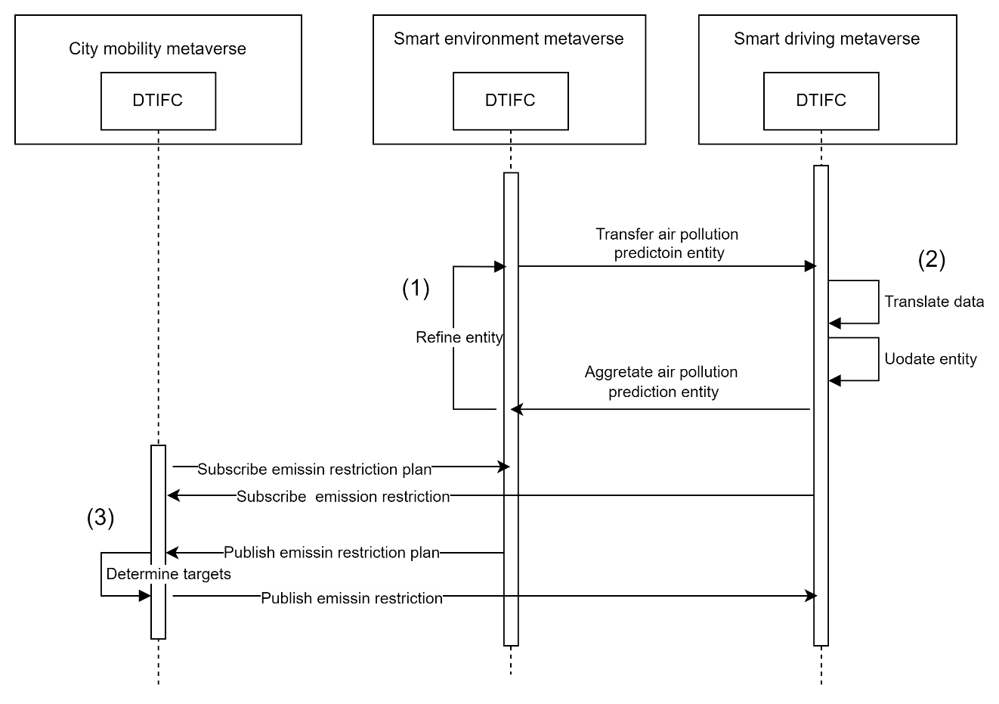 City mobility metaverse
Smart environment metaverse
Smart driving metaverse
DTIFC
DTIFC
DTIFC
Transfer air pollution
predictoin entity
(2)
(1)
Translate data
Refine entity
Uodate entity
Aggretate air pollution
prediction entity
Subscribe emissin restriction plan
Subscribe  emission restriction
(3)
Publish emissin restriction plan
Determine targets
Publish emissin restriction